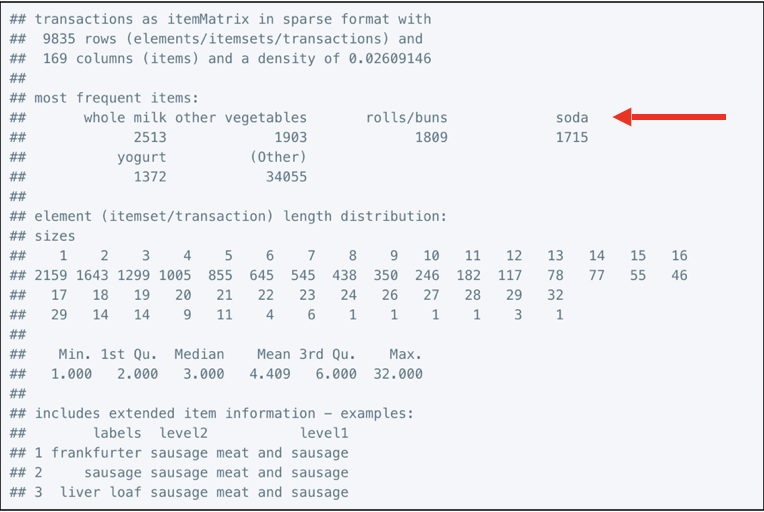 ## transactions as itemMatrix in sparse format with
##  9835 rows (elements/itemsets/transactions) and
##  169 columns (items) and a density of 0.02609146
##
## most frequent items:
##       whole milk other vegetables       rolls/buns             soda
##             2513             1903             1809             1715
##           yogurt          (Other)
##             1372            34055
##
## element (itemset/transaction) length distribution:
## sizes
##    1    2    3    4    5    6    7    8    9   10   11   12   13   14   15   16
## 2159 1643 1299 1005  855  645  545  438  350  246  182  117   78   77   55   46
##   17   18   19   20   21   22   23   24   26   27   28   29   32
##   29   14   14    9   11    4    6    1    1    1    1    3    1
##
##    Min. 1st Qu.  Median    Mean 3rd Qu.    Max.
##   1.000   2.000   3.000   4.409   6.000  32.000
##
## includes extended item information – examples:
##        labels  level2           level1
## 1 frankfurter sausage meat and sausage
## 2     sausage sausage meat and sausage
## 3  liver loaf sausage meat and sausage